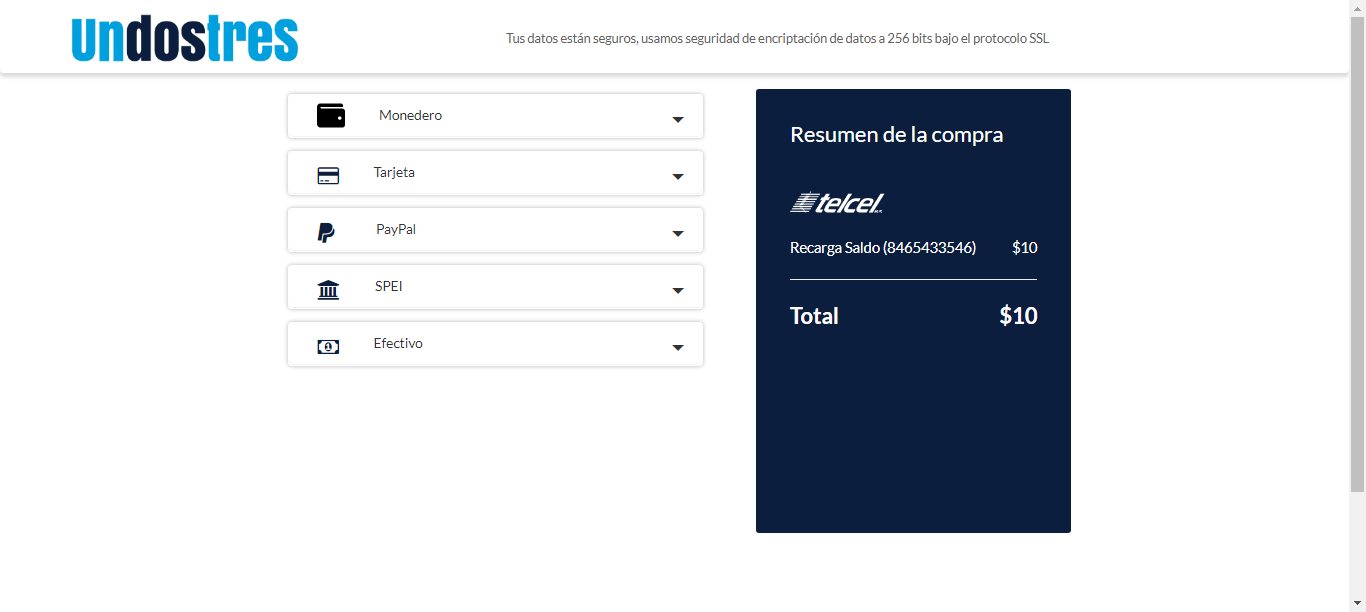 undostres
Tus datos están seguros, usamos seguridad de encriptación de datos a 256 bits bajo el protocolo SSL
Monedero
Tarjeta
PayPal
SPEI
Efectivo
Resumen de la compra
telcel
Recarga Saldo (8465433546) $10
Total $10